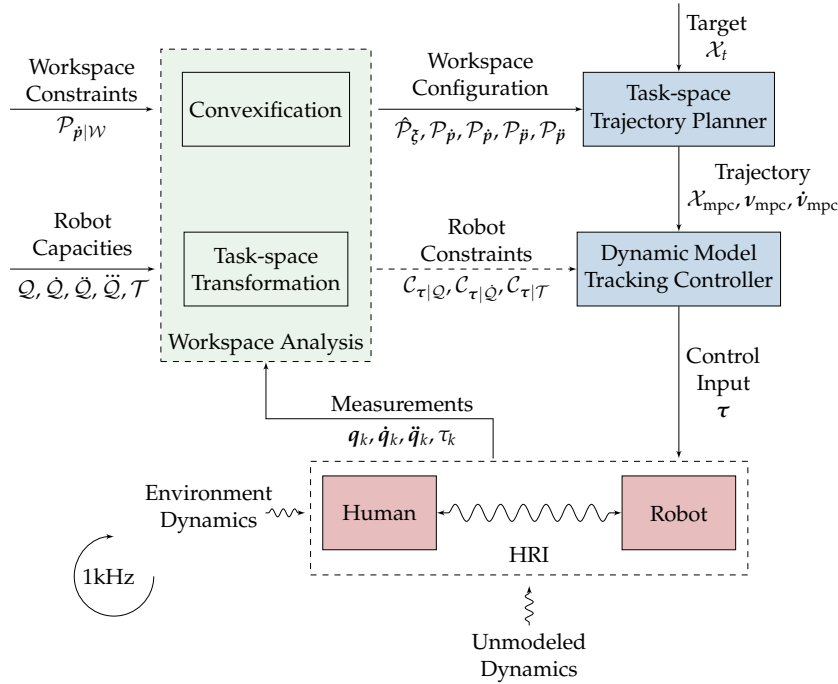 Target
𝒳ₜ
Workspace
Constraints
𝒫_{ṗ|𝒲}
Convexification
Workspace
Configuration
𝒫̂_ξ, 𝒫_ṗ, 𝒫_ṗ, 𝒫_p̈, 𝒫_p̈
Task-space
Trajectory Planner
Trajectory
𝒳_mpc, ν_mpc, ν̇_mpc
Robot
Capacities
𝒬, 𝒬̇, 𝒬̈, 𝒬⃛, 𝒯
Task-space
Transformation
Robot
Constraints
𝒞_{τ|𝒬}, 𝒞_{τ|𝒬̇}, 𝒞_{τ|𝒯}
Dynamic Model
Tracking Controller
Workspace Analysis
Control
Input
τ
Measurements
q_k, q̇_k, q̈_k, τ_k
Environment
Dynamics
Human
Robot
HRI
1kHz
Unmodeled
Dynamics